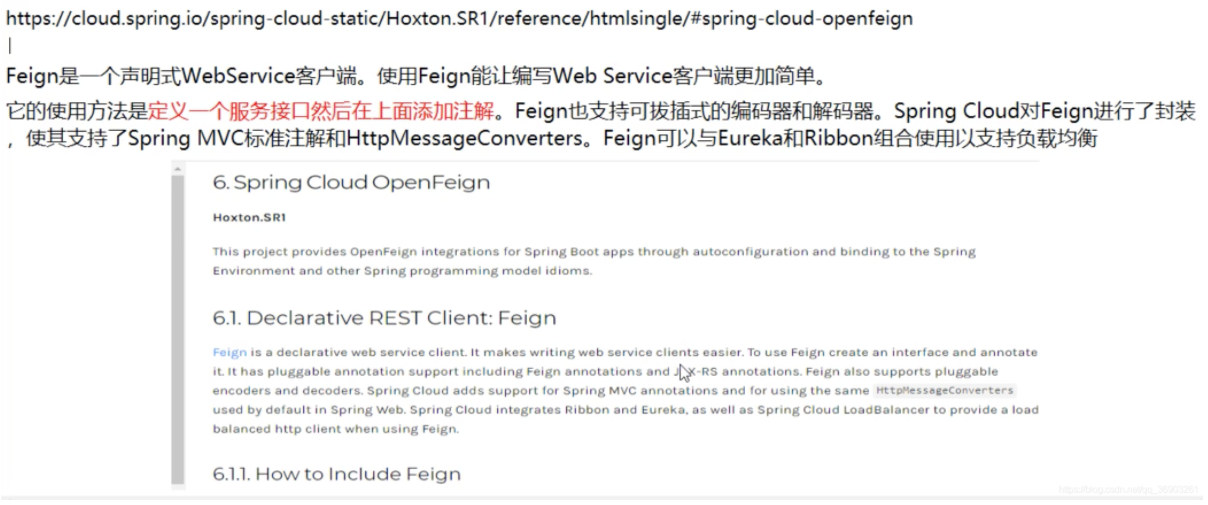 https://cloud.spring.io/spring-cloud-static/Hoxton.SR1/reference/htmlsingle/#spring-cloud-openfeign
Feign是一个声明式WebService客户端。使用Feign能让编写Web Service客户端更加简单。
它的使用方法是定义一个服务接口然后在上面添加注解。Feign也支持可拔插式的编码器和解码器。Spring Cloud对Feign进行了封装
，使其支持了Spring MVC标准注解和HttpMessageConverters。Feign可以与Eureka和Ribbon组合使用以支持负载均衡
6. Spring Cloud OpenFeign
Hoxton.SR1
This project provides OpenFeign integrations for Spring Boot apps through autoconfiguration and binding to the Spring
Environment and other Spring programming model idioms.
6.1. Declarative REST Client: Feign
Feign is a declarative web service client. It makes writing web service clients easier. To use Feign create an interface and annotate
it. It has pluggable annotation support including Feign annotations and JAX-RS annotations. Feign also supports pluggable
encoders and decoders. Spring Cloud adds support for Spring MVC annotations and for using the same HttpMessageConverters
used by default in Spring Web. Spring Cloud integrates Ribbon and Eureka, as well as Spring Cloud LoadBalancer to provide a load
balanced http client when using Feign.
6.1.1. How to Include Feign